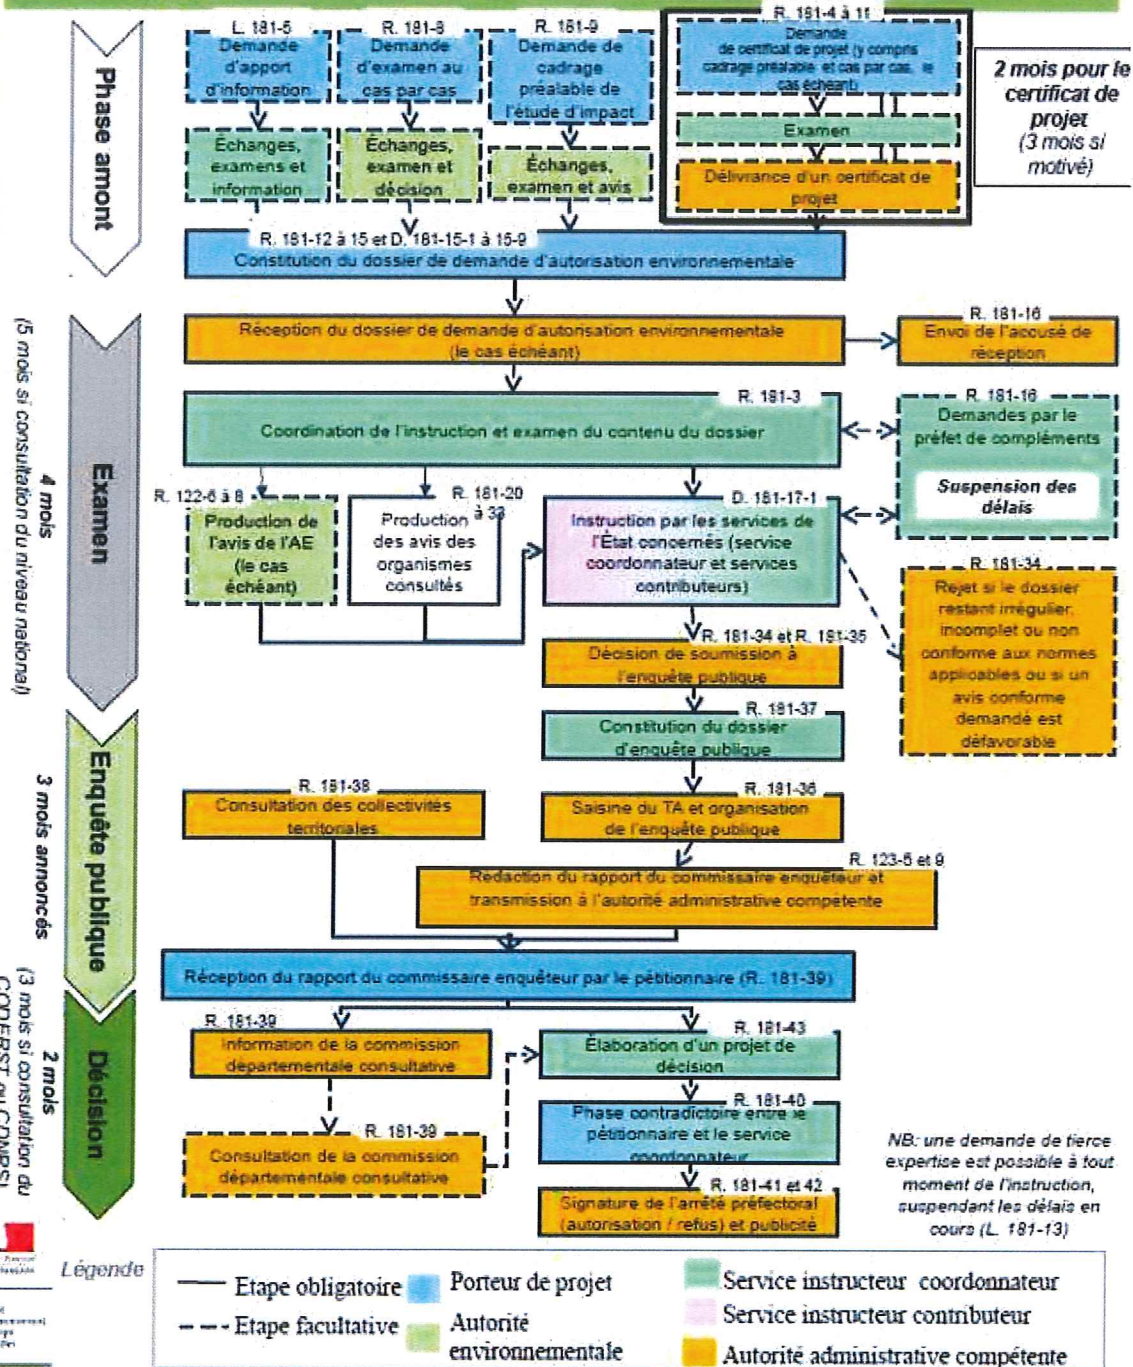 Phase amont
L. 181-5
Demande
d'apport
d'information
Échanges,
examens et
information
R. 181-8
Demande
d'examen au
cas par cas
Échanges,
examen et
décision
R. 181-9
Demande de
cadrage
préalable de
l'étude d'impact
Échanges,
examen et avis
R. 181-4 à 11
Demande
de certificat de projet (y compris
cadrage préalable et cas par cas, le
cas échéant)
Examen
Délivrance d'un certificat de
projet
2 mois pour le
certificat de
projet
(3 mois si
motivé)
R. 181-12 à 15 et D. 181-15-1 à 15-9
Constitution du dossier de demande d'autorisation environnementale
Examen
4 mois
(5 mois si consultation du niveau national)
Réception du dossier de demande d'autorisation environnementale
(le cas échéant)
R. 181-16
Envoi de l'accusé de
réception
R. 181-3
Coordination de l'instruction et examen du contenu du dossier
R. 181-16
Demandes par le
préfet de compléments
Suspension des
délais
R. 122-6 à 8
Production de
l'avis de l'AE
(le cas
échéant)
R. 181-20
à 33
Production
des avis des
organismes
consultés
D. 181-17-1
Instruction par les services de
l'État concernés (service
coordonnateur et services
contributeurs)
R. 181-34
Rejet si le dossier
restant irrégulier,
incomplet ou non
conforme aux normes
applicables ou si un
avis conforme
demandé est
défavorable
R. 181-34 et R. 181-35
Décision de soumission à
l'enquête publique
R. 181-37
Constitution du dossier
d'enquête publique
Enquête publique
3 mois annoncés
R. 181-38
Consultation des collectivités
territoriales
R. 181-36
Saisine du TA et organisation
de l'enquête publique
R. 123-5 et 9
Rédaction du rapport du commissaire enquêteur et
transmission à l'autorité administrative compétente
Réception du rapport du commissaire enquêteur par le pétitionnaire (R. 181-39)
Décision
2 mois
(3 mois si consultation du
CODERST ou CDNPS)
R. 181-39
Information de la commission
départementale consultative
R. 181-39
Consultation de la commission
départementale consultative
R. 181-43
Élaboration d'un projet de
décision
R. 181-40
Phase contradictoire entre le
pétitionnaire et le service
coordonnateur
R. 181-41 et 42
Signature de l'arrêté préfectoral
(autorisation / refus) et publicité
NB: une demande de tierce
expertise est possible à tout
moment de l'instruction,
suspendant les délais en
cours (L. 181-13)
Légende
Etape obligatoire
Etape facultative
Porteur de projet
Autorité
environnementale
Service instructeur coordonnateur
Service instructeur contributeur
Autorité administrative compétente